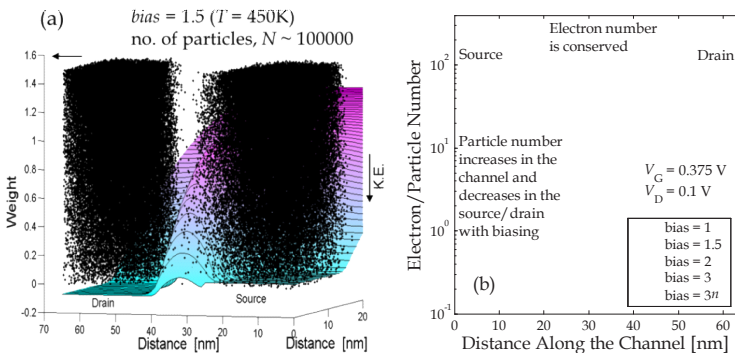 (a)
bias = 1.5 (T = 450K)
no. of particles, N ~ 100000
1.6
1.4
1.2
1
0.8
0.6
0.4
0.2
0
-0.2
Weight
K.E.
Drain
Source
70
60
50
40
30
20
10
0
0
10
20
Distance [nm]
Distance [nm]
Electron number
is conserved
Source
Drain
Particle number
increases in the
channel and
decreases in the
source/drain
with biasing
VG = 0.375 V
VD = 0.1 V
bias = 1
bias = 1.5
bias = 2
bias = 3
bias = 3n
(b)
10²
10¹
10⁰
10⁻¹
Electron/Particle Number
0
10
20
30
40
50
60
Distance Along the Channel [nm]